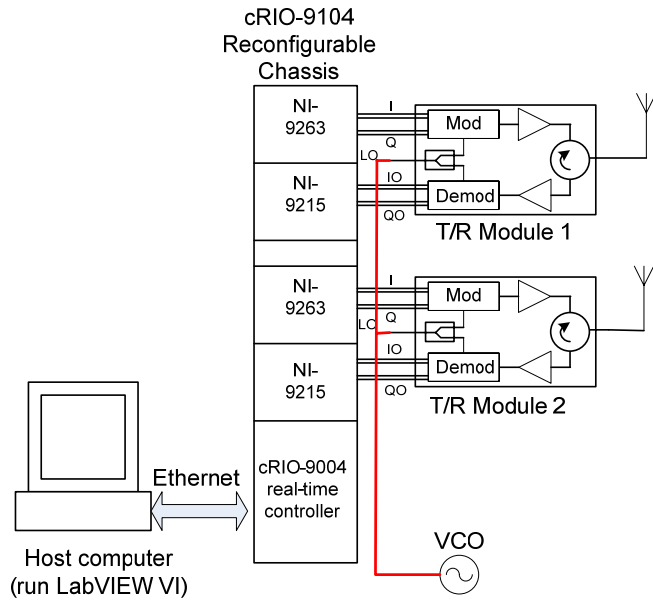 cRIO-9104
Reconfigurable
Chassis
NI-
9263
I
Q
LO
Mod
NI-
9215
IO
QO
Demod
T/R Module 1
NI-
9263
I
Q
LO
Mod
NI-
9215
IO
QO
Demod
T/R Module 2
cRIO-9004
real-time
controller
Ethernet
Host computer
(run LabVIEW VI)
VCO